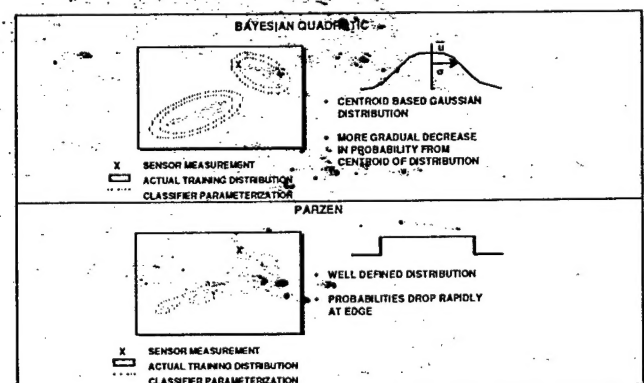 BAYESIAN QUADRATIC
X
ū
σ
• CENTROID BASED GAUSSIAN
DISTRIBUTION
• MORE GRADUAL DECREASE
IN PROBABILITY FROM
CENTROID OF DISTRIBUTION
X SENSOR MEASUREMENT
ACTUAL TRAINING DISTRIBUTION
CLASSIFIER PARAMETERIZATION
PARZEN
X
• WELL DEFINED DISTRIBUTION
• PROBABILITIES DROP RAPIDLY
AT EDGE
X SENSOR MEASUREMENT
ACTUAL TRAINING DISTRIBUTION
CLASSIFIER PARAMETERIZATION